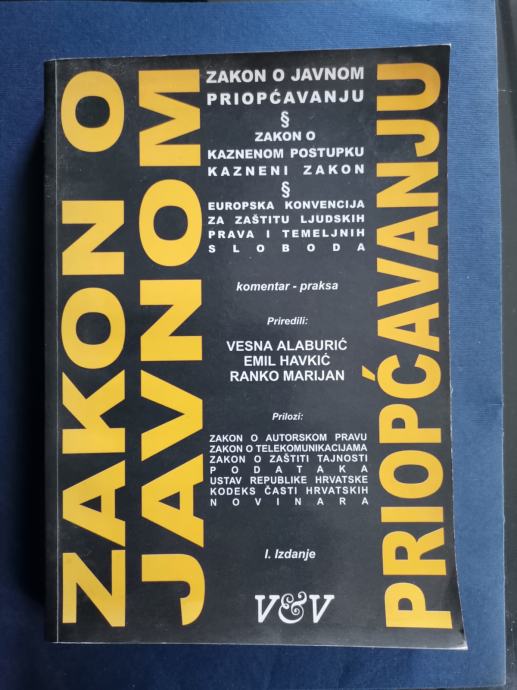 ZAKON O
JAVNOM
PRIOPĆAVANJU
ZAKON O JAVNOM
PRIOPĆAVANJU
§
ZAKON O
KAZNENOM POSTUPKU
KAZNENI ZAKON
§
EUROPSKA KONVENCIJA
ZA ZAŠTITU LJUDSKIH
PRAVA I TEMELJNIH
SLOBODA
komentar - praksa
Priredili:
VESNA ALABURIĆ
EMIL HAVKIĆ
RANKO MARIJAN
Prilozi:
ZAKON O AUTORSKOM PRAVU
ZAKON O TELEKOMUNIKACIJAMA
ZAKON O ZAŠTITI TAJNOSTI
PODATAKA
USTAV REPUBLIKE HRVATSKE
KODEKS ČASTI HRVATSKIH
NOVINARA
I. Izdanje
V&V